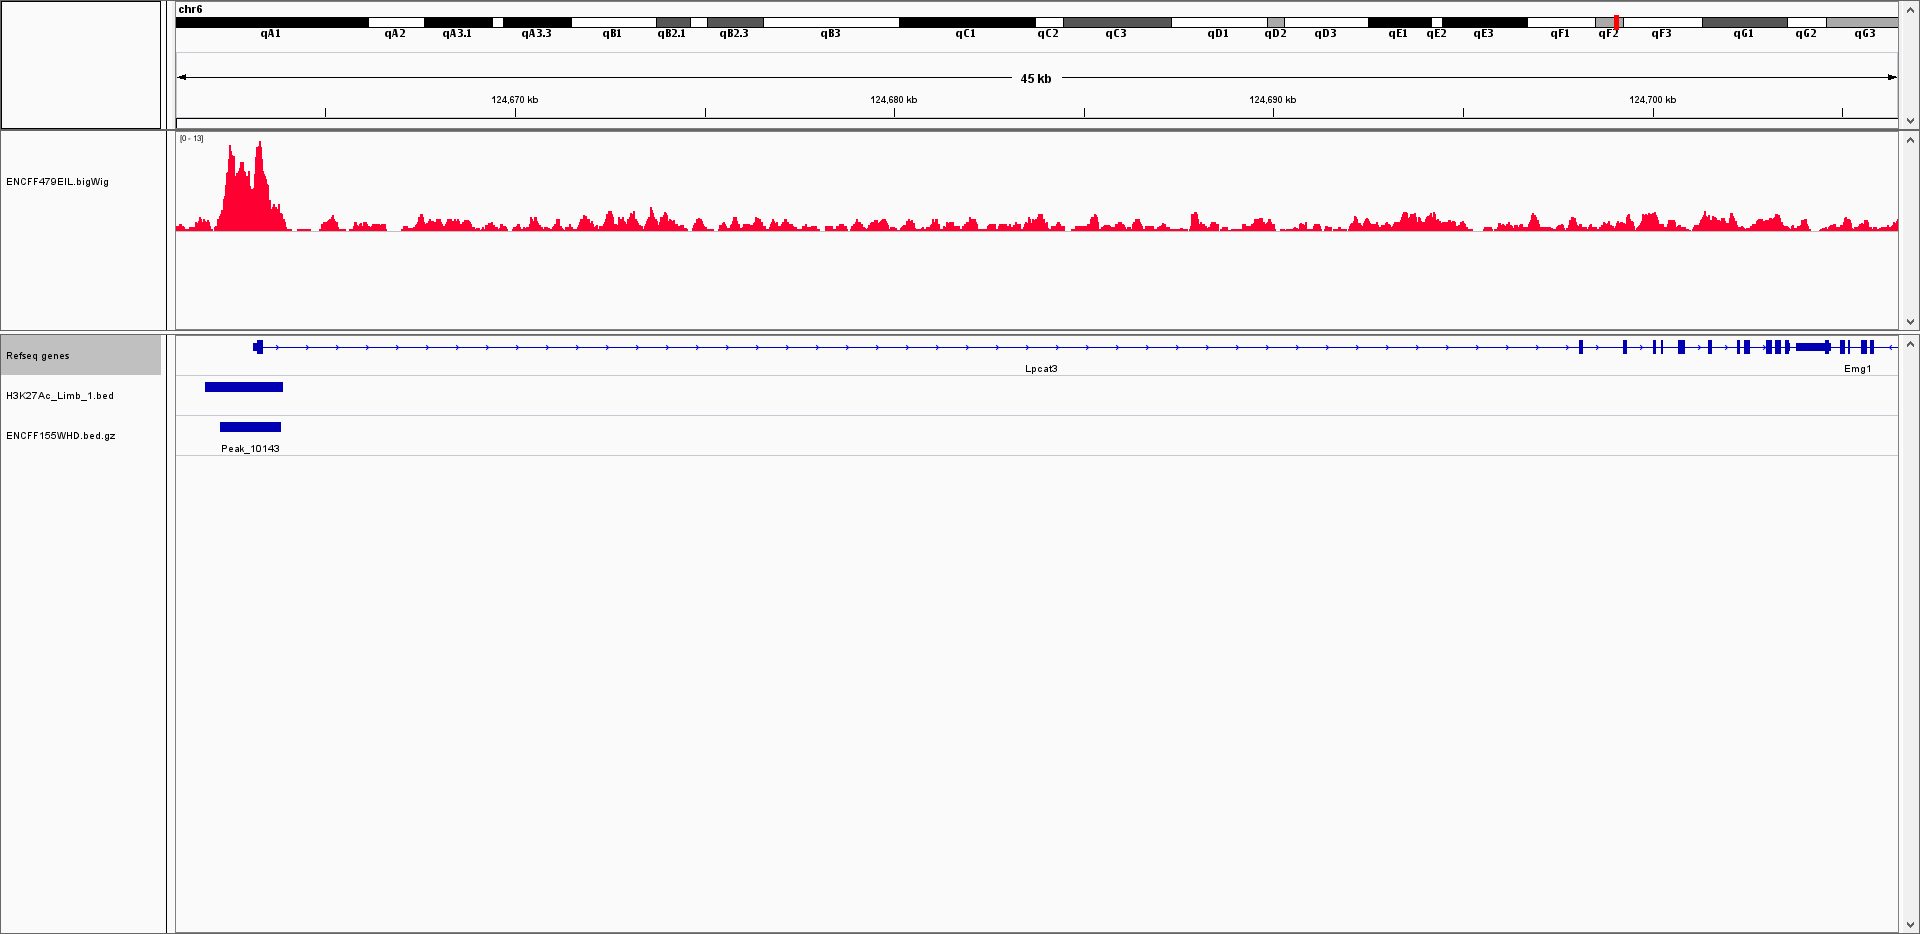 chr6
qA1 qA2 qA3.1 qA3.3 qB1 qB2.1 qB2.3 qB3 qC1 qC2 qC3 qD1 qD2 qD3 qE1 qE2 qE3 qF1 qF2 qF3 qG1 qG2 qG3
45 kb
124,670 kb 124,680 kb 124,690 kb 124,700 kb
[0 - 13]
ENCFF479EIL.bigWig
Refseq genes
Lpcat3 Emg1
H3K27Ac_Limb_1.bed
ENCFF155WHD.bed.gz
Peak_10143